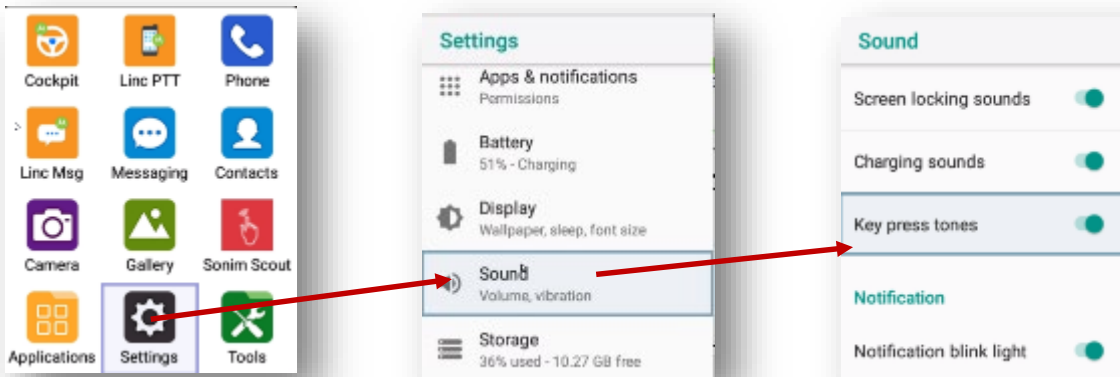 Cockpit
Linc PTT
Phone
Linc Msg
Messaging
Contacts
Camera
Gallery
Sonim Scout
Applications
Settings
Tools
Settings
Apps & notifications
Permissions
Battery
51% - Charging
Display
Wallpaper, sleep, font size
Sound
Volume, vibration
Storage
36% used - 10.27 GB free
Sound
Screen locking sounds
Charging sounds
Key press tones
Notification
Notification blink light